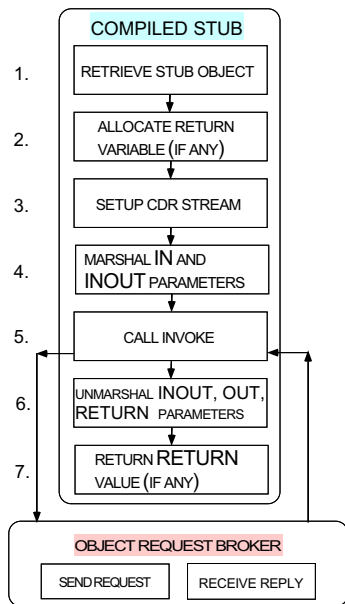 COMPILED STUB
1.
RETRIEVE STUB OBJECT
2.
ALLOCATE RETURN
VARIABLE (IF ANY)
3.
SETUP CDR STREAM
4.
MARSHAL IN AND
INOUT PARAMETERS
5.
CALL INVOKE
6.
UNMARSHAL INOUT, OUT,
RETURN PARAMETERS
7.
RETURN RETURN
VALUE (IF ANY)
OBJECT REQUEST BROKER
SEND REQUEST
RECEIVE REPLY